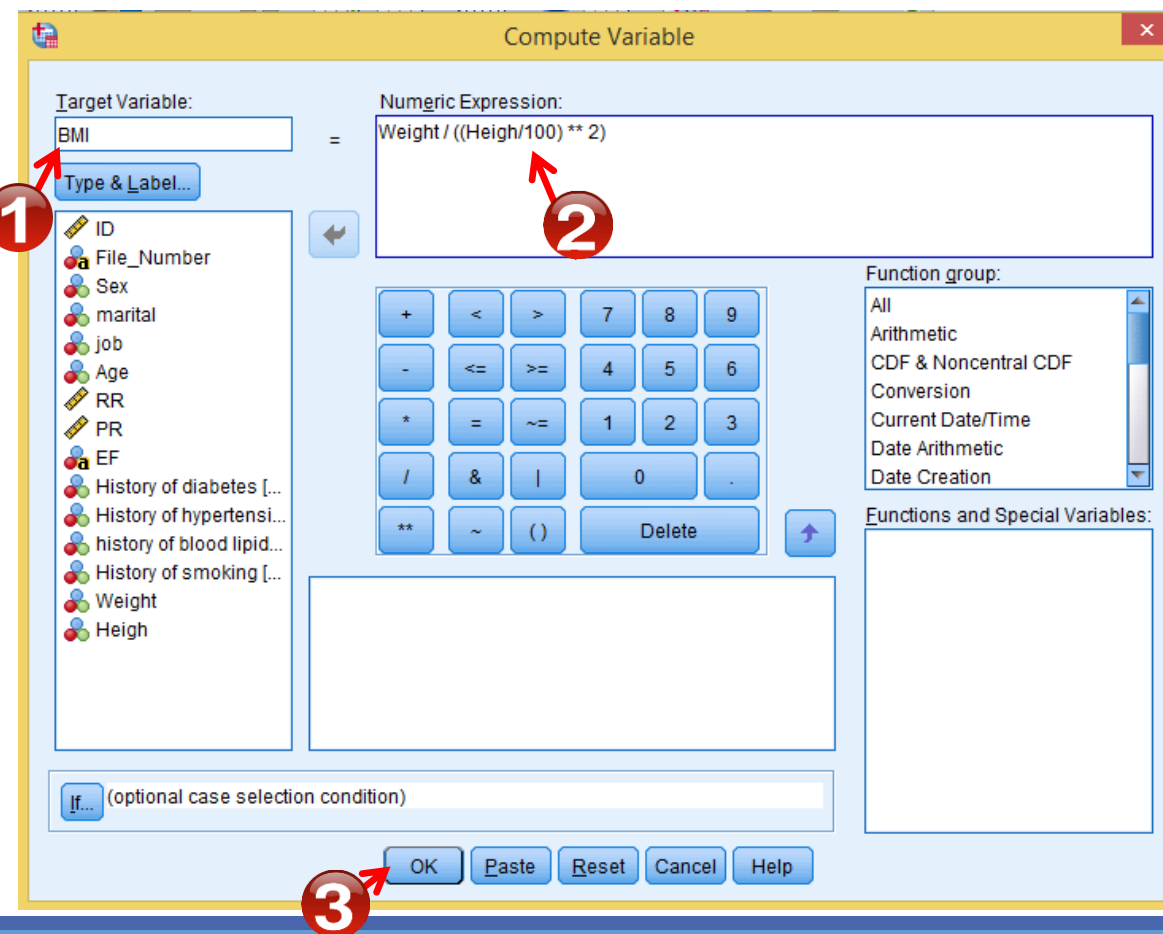 Compute Variable
Target Variable:
BMI
=
Numeric Expression:
Weight / ((Heigh/100) ** 2)
1
2
Type & Label...
ID
File_Number
Sex
marital
job
Age
RR
PR
EF
History of diabetes [...
History of hypertensi...
history of blood lipid...
History of smoking [...
Weight
Heigh
+ < > 7 8 9
- <= >= 4 5 6
* = ~= 1 2 3
/ & | 0 .
** ~ ( ) Delete
Function group:
All
Arithmetic
CDF & Noncentral CDF
Conversion
Current Date/Time
Date Arithmetic
Date Creation
Functions and Special Variables:
If... (optional case selection condition)
OK Paste Reset Cancel Help
3